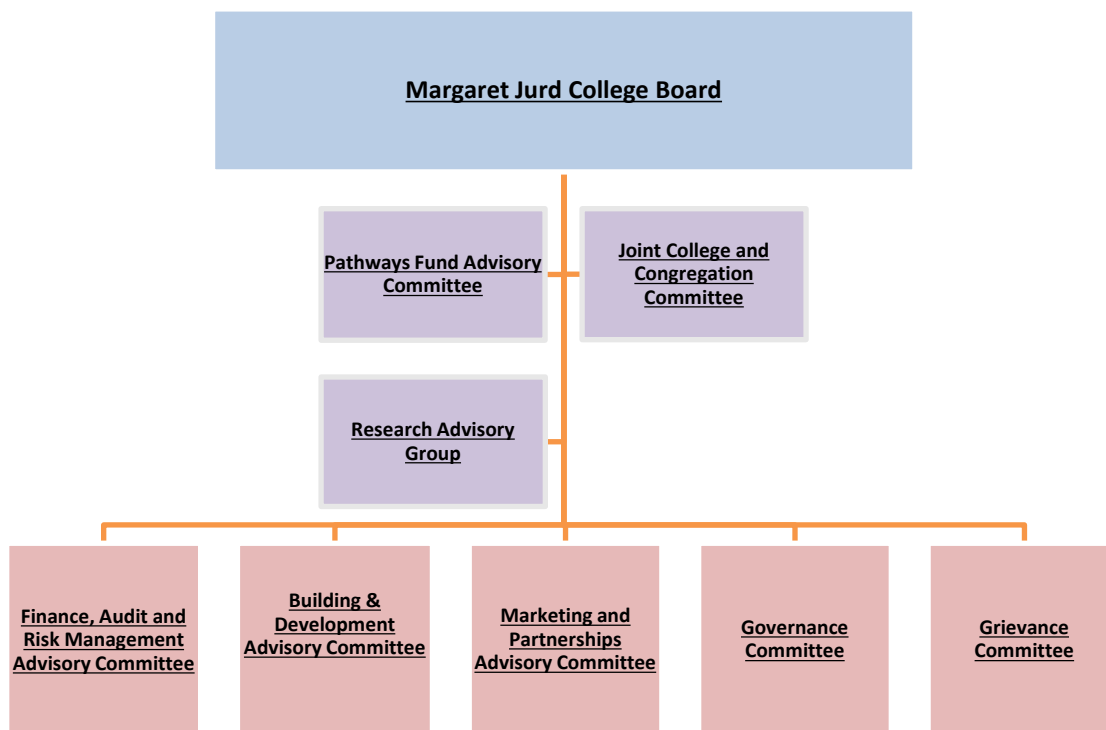 Margaret Jurd College Board
Pathways Fund Advisory
Committee
Joint College and
Congregation
Committee
Research Advisory
Group
Finance, Audit and
Risk Management
Advisory Committee
Building &
Development
Advisory Committee
Marketing and
Partnerships
Advisory Committee
Governance
Committee
Grievance
Committee